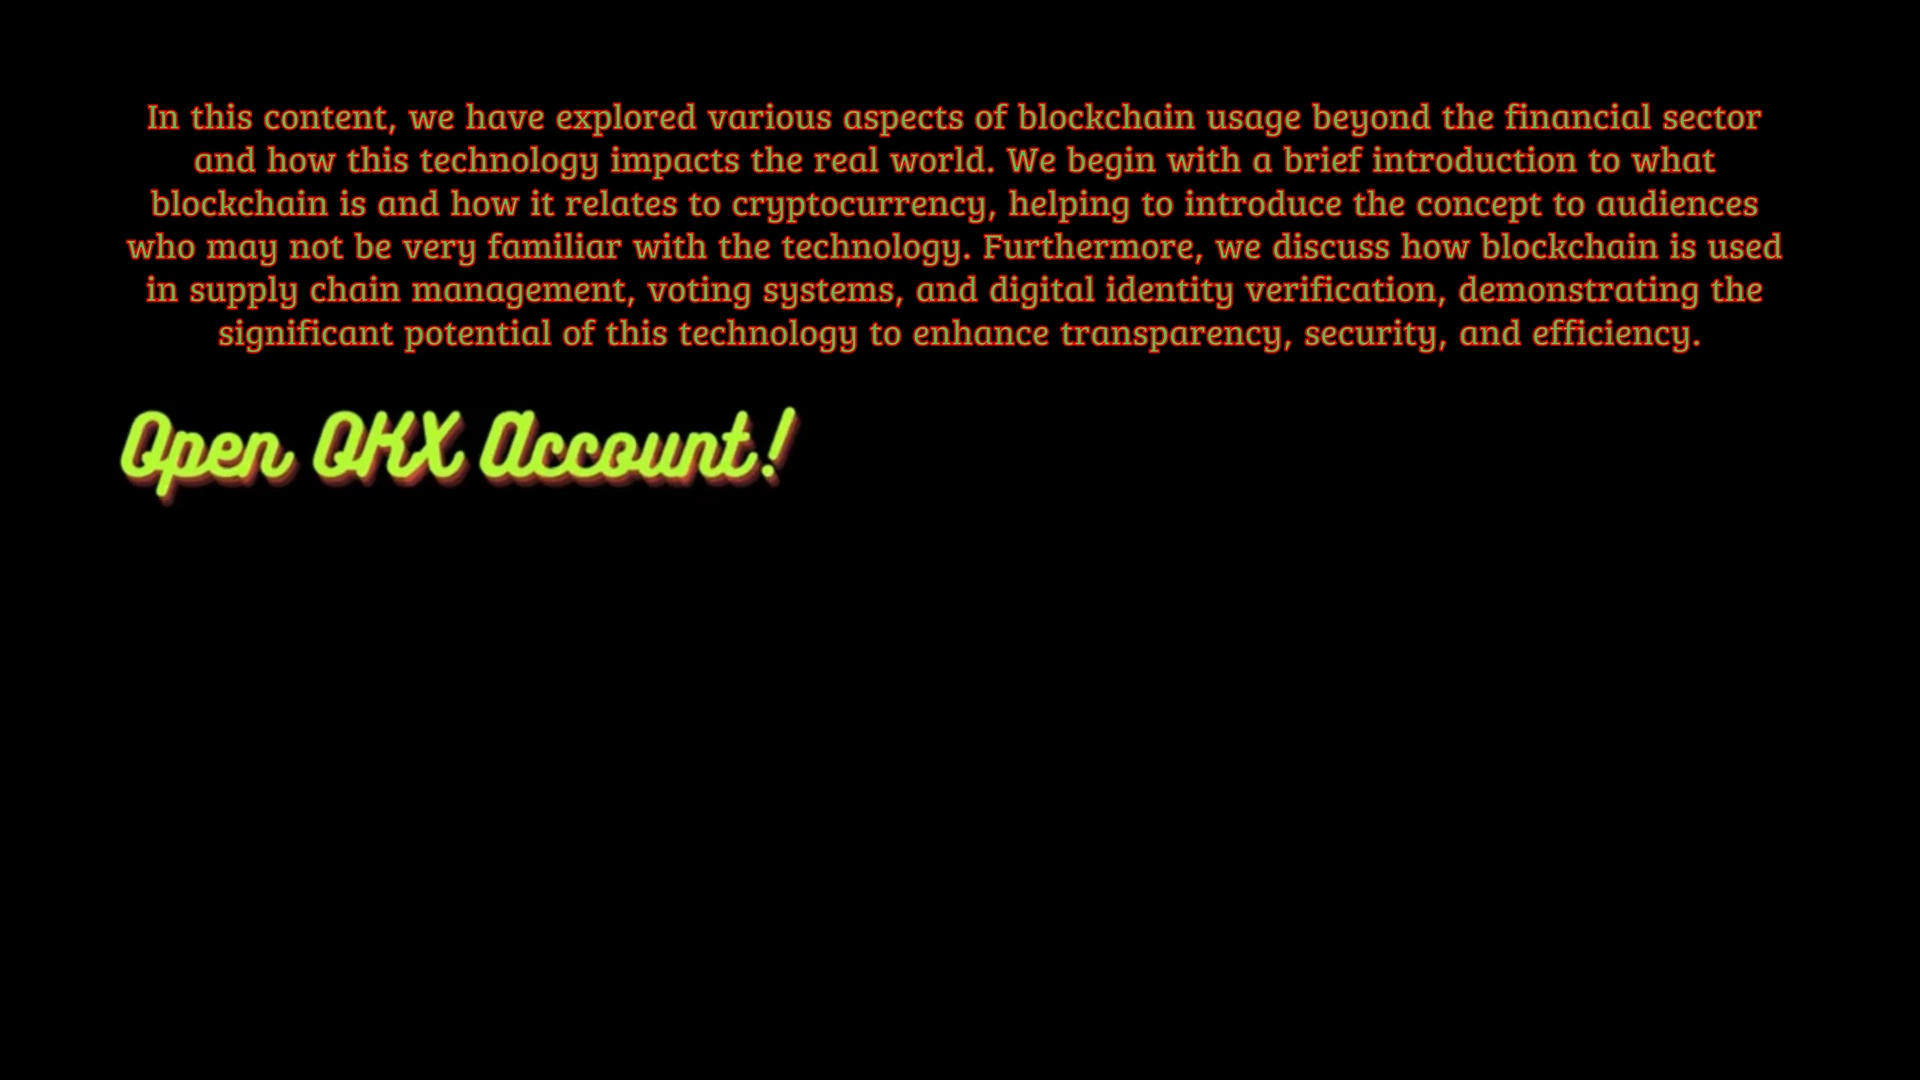 In this content, we have explored various aspects of blockchain usage beyond the financial sector
and how this technology impacts the real world. We begin with a brief introduction to what
blockchain is and how it relates to cryptocurrency, helping to introduce the concept to audiences
who may not be very familiar with the technology. Furthermore, we discuss how blockchain is used
in supply chain management, voting systems, and digital identity verification, demonstrating the
significant potential of this technology to enhance transparency, security, and efficiency.
Open OKX Account!